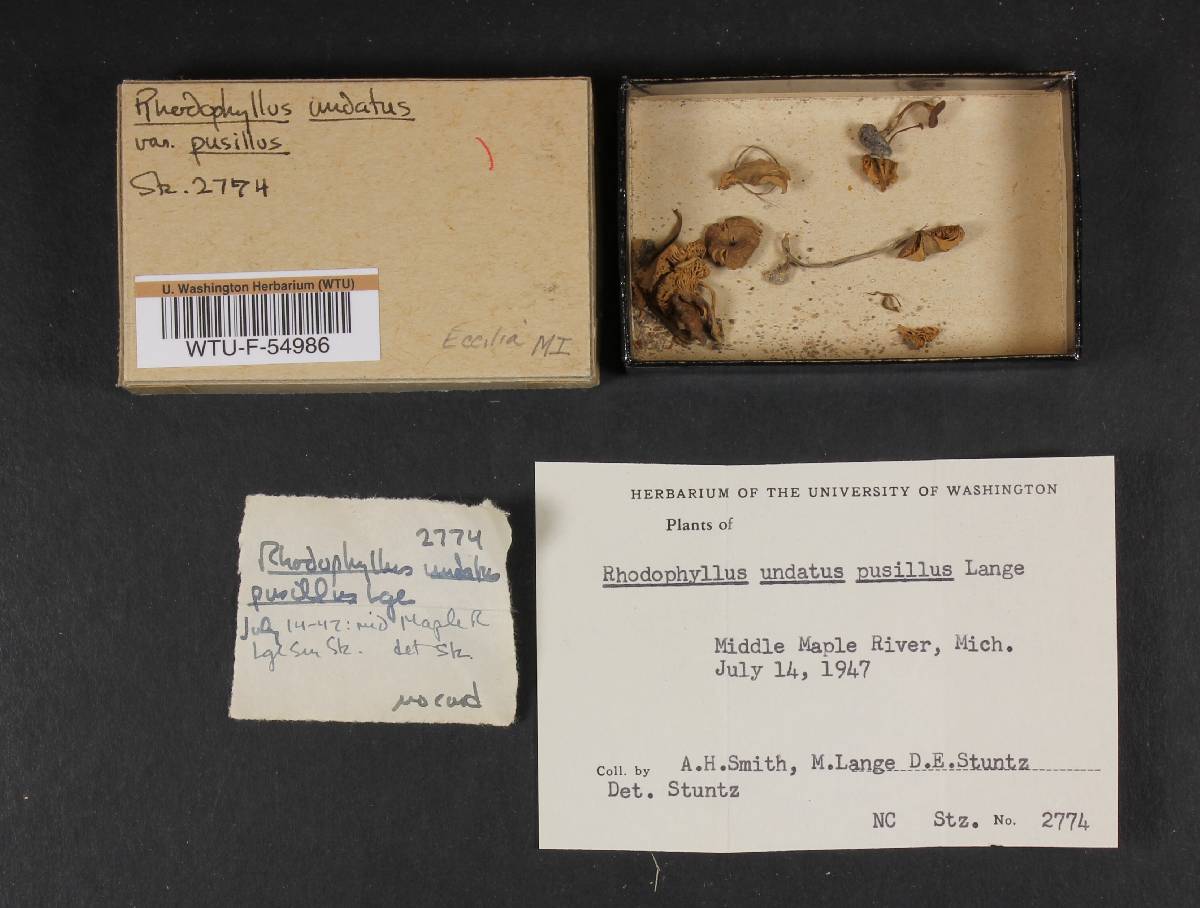 Rhodophyllus undatus
var. pusillus
Stz. 2774
U. Washington Herbarium (WTU)
WTU-F-54986
Eccilia MI
2774
Rhodophyllus undatus
pusillus Lge
July 14-47: mid Maple R
Lge Sm Stz. det Stz.
no card
HERBARIUM OF THE UNIVERSITY OF WASHINGTON
Plants of
Rhodophyllus undatus pusillus Lange
Middle Maple River, Mich.
July 14, 1947
Coll. by A.H.Smith, M.Lange D.E.Stuntz
Det. Stuntz
NC Stz. No. 2774